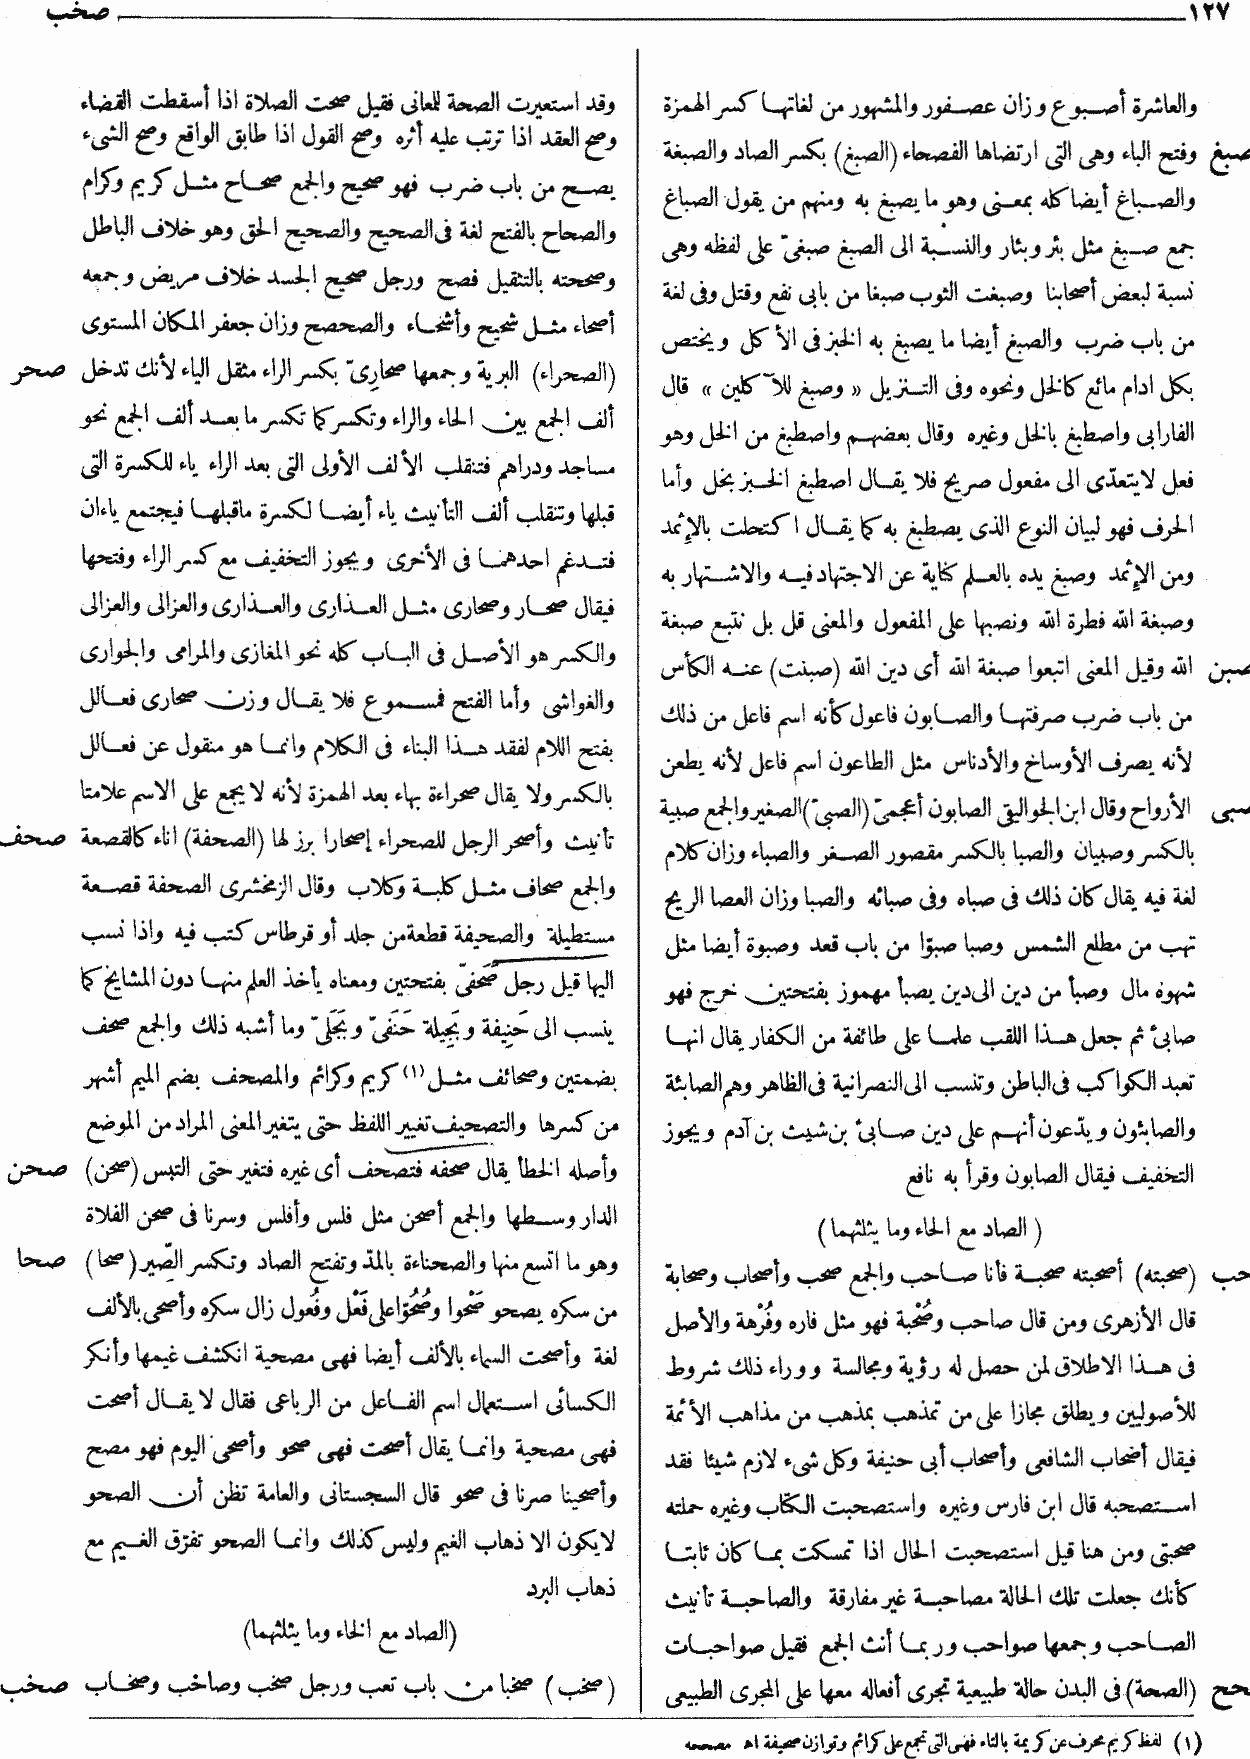 ١٢٧
صخب
والعاشرة أصبوع وزان عصفور والمشهور من لغاتها كسر الهمزة
صبغ
وفتح الباء وهى التى ارتضاها الفصحاء (الصبغ) بكسر الصاد والصبغة
والصباغ أيضا كله بمعنى وهو ما يصبغ به ومنهم من يقول الصباغ
جمع صبغ مثل بئر وبئار والنسبة الى الصبغ صبغىّ على لفظه وهى
نسبة لبعض أصحابنا وصبغت الثوب صبغا من بابى نفع وقتل وفى لغة
من باب ضرب والصبغ أيضا ما يصبغ به الخبز فى الأكل ويختص
بكل ادام مائع كالخل ونحوه وفى التنزيل « وصبغ للآكلين » قال
الفارابى واصطبغ بالخل وغيره وقال بعضهم واصطبغ من الخل وهو
فعل لايتعدّى الى مفعول صريح فلا يقال اصطبغ الخبز بخل وأما
الحرف فهو لبيان النوع الذى يصطبغ به كما يقال اكتحلت بالإثمد
ومن الإثمد وصبغ يده بالعلم كناية عن الاجتهاد فيه والاشتهار به
وصبغة الله فطرة الله ونصبها على المفعول والمعنى قل بل نتبع صبغة
صبن
الله وقيل المعنى اتبعوا صبغة الله أى دين الله (صبنت) عنه الكأس
من باب ضرب صرفتها والصابون فاعول كأنه اسم فاعل من ذلك
لأنه يصرف الأوساخ والأدناس مثل الطاعون اسم فاعل لأنه يطعن
صبى
الأرواح وقال ابن الجواليقى الصابون أعجمىّ (الصبىّ) الصغير والجمع صبية
بالكسر وصبيان والصبا بالكسر مقصور الصغر والصباء وزان كلام
لغة فيه يقال كان ذلك فى صباه وفى صبائه والصبا وزان العصا الريح
تهب من مطلع الشمس وصبا صبوّا من باب قعد وصبوة أيضا مثل
شهوة مال وصبأ من دين الى دين يصبأ مهموز بفتحتين خرج فهو
صابئ ثم جعل هذا اللقب علما على طائفة من الكفار يقال انها
تعبد الكواكب فى الباطن وتنسب الى النصرانية فى الظاهر وهم الصابئة
والصابئون ويدّعون أنهم على دين صابئ بن شيث بن آدم ويجوز
التخفيف فيقال الصابون وقرأ به نافع
( الصاد مع الحاء وما يثلثهما )
حب
(صحبته) أصحبته صحبة فأنا صاحب والجمع صحب وأصحاب وصحابة
قال الأزهرى ومن قال صاحب وصُحْبة فهو مثل فاره وفُرْهة والأصل
فى هذا الاطلاق لمن حصل له رؤية ومجالسة ووراء ذلك شروط
للأصوليين ويطلق مجازا على من تمذهب بمذهب من مذاهب الأئمة
فيقال أصحاب الشافعى وأصحاب أبى حنيفة وكل شىء لازم شيئا فقد
استصحبه قال ابن فارس وغيره واستصحبت الكتاب وغيره حملته
صحبتى ومن هنا قيل استصحبت الحال اذا تمسكت بما كان ثابتا
كأنك جعلت تلك الحالة مصاحبة غير مفارقة والصاحبة تأنيث
الصاحب وجمعها صواحب وربما أنث الجمع فقيل صواحبات
حح
(الصحة) فى البدن حالة طبيعية تجرى أفعاله معها على المجرى الطبيعى
وقد استعيرت الصحة للعانى فقيل صحت الصلاة اذا أسقطت القضاء
وصح العقد اذا ترتب عليه أثره وصح القول اذا طابق الواقع وصح الشىء
يصح من باب ضرب فهو صحيح والجمع صحاح مثل كريم وكرام
والصحاح بالفتح لغة فى الصحيح والصحيح الحق وهو خلاف الباطل
وصححته بالتثقيل فصح ورجل صحيح الجسد خلاف مريض وجمعه
أصحاء مثل شحيح وأشحاء والصحصح وزان جعفر المكان المستوى
صحر
(الصحراء) البرية وجمعها صحارِىّ بكسر الراء مثقل الياء لأنك تدخل
ألف الجمع بين الحاء والراء وتكسر كما تكسر ما بعد ألف الجمع نحو
مساجد ودراهم فتنقلب الألف الأولى التى بعد الراء ياء للكسرة التى
قبلها وتنقلب ألف التأنيث ياء أيضا لكسرة ماقبلها فيجتمع ياءان
فتدغم احدهما فى الأخرى ويجوز التخفيف مع كسر الراء وفتحها
فيقال صحار وصحارى مثل العذارى والعذارى والعزالى والعزالى
والكسر هو الأصل فى الباب كله نحو المغازى والمرامى والجوارى
والغواشى وأما الفتح فمسموع فلا يقال وزن صحارى فعالل
بفتح اللام لفقد هذا البناء فى الكلام وانما هو منقول عن فعالل
بالكسر ولا يقال صحراءة بهاء بعد الهمزة لأنه لا يجمع على الاسم علامتا
صحف
تأنيث وأصحر الرجل للصحراء إصحارا برز لها (الصحفة) اناء كالقصعة
والجمع صحاف مثل كلبة وكلاب وقال الزمخشرى الصحفة قصعة
مستطيلة والصحيفة قطعة من جلد أو قرطاس كتب فيه واذا نسب
اليها قيل رجل صَحفىّ بفتحتين ومعناه يأخذ العلم منها دون المشايخ كما
ينسب الى حَنِيفة وبَجِيلة حَنَفىّ وبَجَلىّ وما أشبه ذلك والجمع صحف
بضمتين وصحائف مثل(١) كريم وكرائم والمصحف بضم الميم أشهر
من كسرها والتصحيف تغيير اللفظ حتى يتغير المعنى المراد من الموضع
صحن
وأصله الخطأ يقال صحفه فتصحف أى غيره فتغير حتى التبس (صحن)
الدار وسطها والجمع أصحن مثل فلس وأفلس وسرنا فى صحن الفلاة
صحا
وهو ما اتسع منها والصحناءة بالمدّ وتفتح الصاد وتكسر الصِّير (صحا)
من سكره يصحو صَحْوا وصُحُوّا على فَعْل وفُعول زال سكره وأصحى بالألف
لغة وأصحت السماء بالألف أيضا فهى مصحية انكشف غيمها وأنكر
الكسائى استعمال اسم الفاعل من الرباعى فقال لا يقال أصحت
فهى مصحية وانما يقال أصحت فهى صحو وأصحى اليوم فهو مصح
وأصحينا صرنا فى صحو قال السجستانى والعامة تظن أن الصحو
لايكون الا ذهاب الغيم وليس كذلك وانما الصحو تفرّق الغيم مع
ذهاب البرد
(الصاد مع الخاء وما يثلثهما)
صخب
( صخب ) صخبا من باب تعب ورجل صخب وصاخب وصخاب
(١) لفظ كريم محرف عن كريمة بالتاء فهى التى تجمع على كرائم وتوازن صحيفة اه مصححه